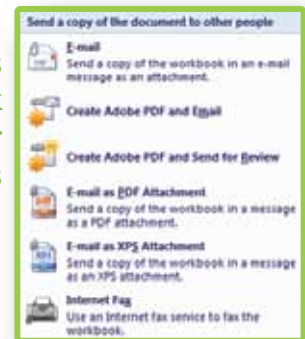 Send a copy of the document to other people
E-mail
Send a copy of the workbook in an e-mail
message as an attachment.
Create Adobe PDF and Email
Create Adobe PDF and Send for Review
E-mail as PDF Attachment
Send a copy of the workbook in a message
as a PDF attachment.
E-mail as XPS Attachment
Send a copy of the workbook in a message
as an XPS attachment.
Internet Fax
Use an Internet fax service to fax the
workbook.